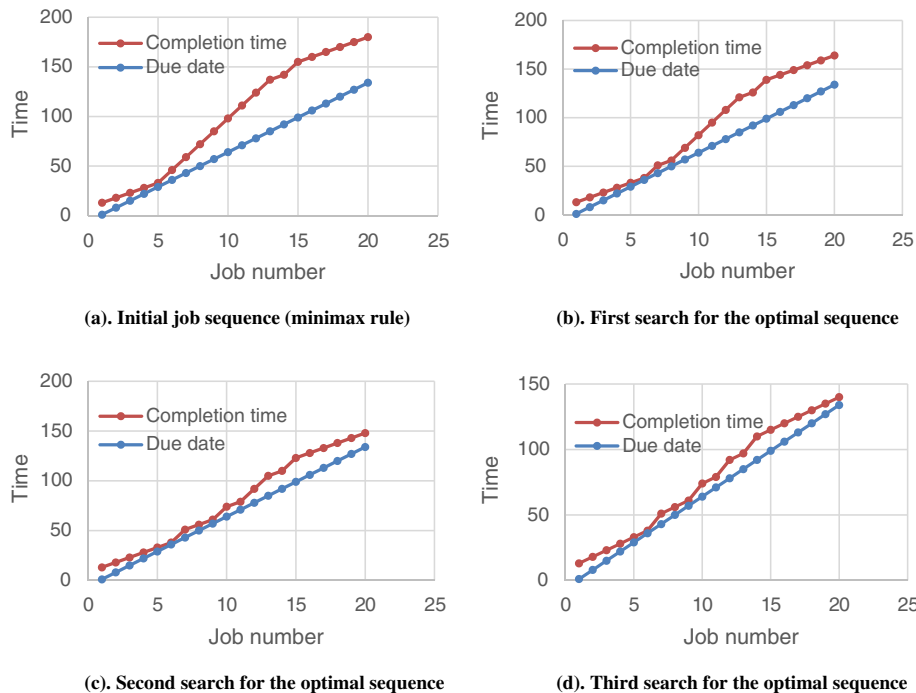 200
150
100
50
0
Time
Completion time
Due date
0 5 10 15 20 25
Job number
(a). Initial job sequence (minimax rule)
200
150
100
50
0
Time
Completion time
Due date
0 5 10 15 20 25
Job number
(b). First search for the optimal sequence
200
150
100
50
0
Time
Completion time
Due date
0 5 10 15 20 25
Job number
(c). Second search for the optimal sequence
150
100
50
0
Time
Completion time
Due date
0 5 10 15 20 25
Job number
(d). Third search for the optimal sequence